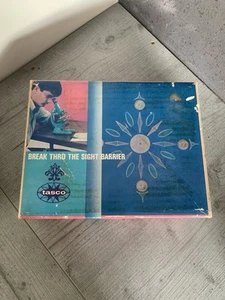 BREAK THRU THE SIGHT BARRIER
tasco